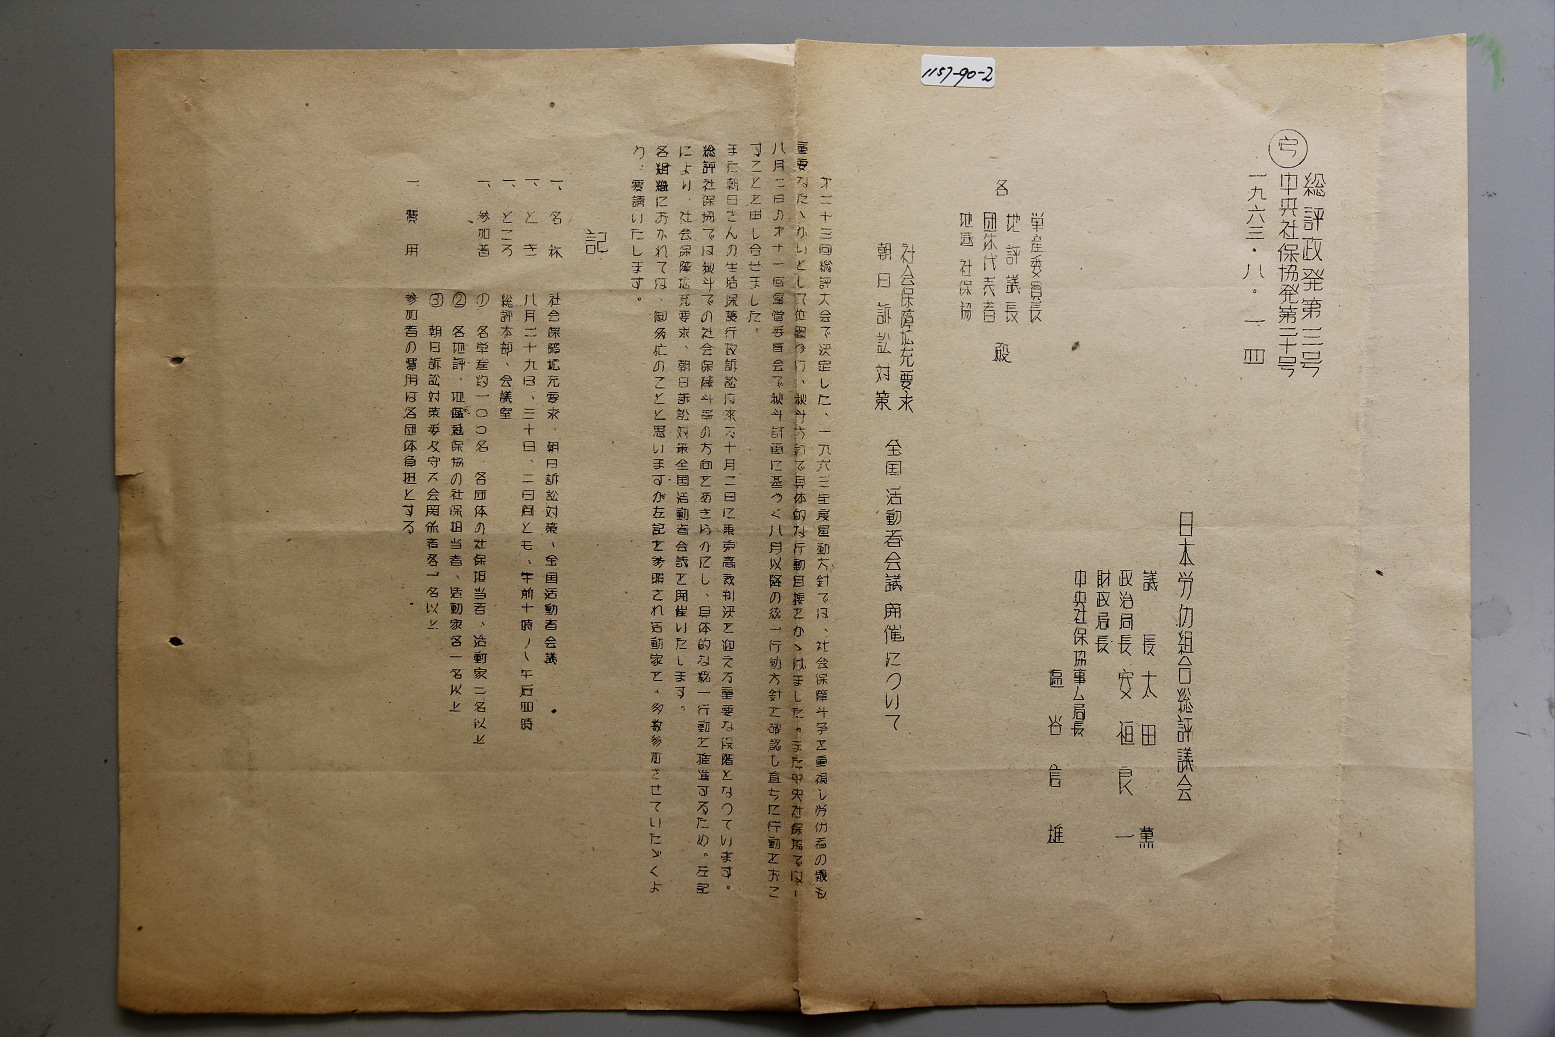 1157-90-2
総評政発第三号
中央社保協発第二十号
一九六三・八・一四
日本労仂組合総評議会
議長 太田薫
政治局長 安恒良一
財政局長
中央社保協事ム局長
塩谷信雄
単産委員長
地評議長
各 団体代表者 殿
地区社保協
社会保障拡充要求
朝日訴訟対策
全国活動者会議開催について
才二十三回総評大会で決定した、一九六三年度運動方針では、社会保障斗争を重視し労仂者の最も
重要なたゝかいとして位置づけ、秋斗方針で具体的な行動目標をかゝげました。また中央社保協では、
八月二日の才十一回運営委員会で秋斗計画に基づく八月以降の統一行動方針を確認し直ちに行動をおこ
すことを申し合せました。
また朝日さんの生活保護行政訴訟は来る十月二日に東京高裁判決を迎える重要な段階となっています。
総評社保協では秋斗での社会保障斗争の方向をあきらかにし、具体的な統一行動を推進するため。左記
により、社会保障拡充要求、朝日訴訟対策全国活動者会議を開催いたします。
各組織におかれては、御多忙のことと思いますが左記を参照され活動家を、多数参加させていたゞくよ
う、要請いたします。
記
一、名称 社会保障拡充要求、朝日訴訟対策、全国活動者会議
一、とき 八月二十九日、三十日、二日間とも、午前十時〜午后四時
一、ところ 総評本部、会議室
一、参加者 ① 各単産約一〇〇名、各団体の社保担当者、活動家二名以上
② 各地評、地区社保協の社保担当者、活動家各一名以上
③ 朝日訴訟対策委及守る会関係者各一名以上
一、費用 参加者の費用は各団体負担とする